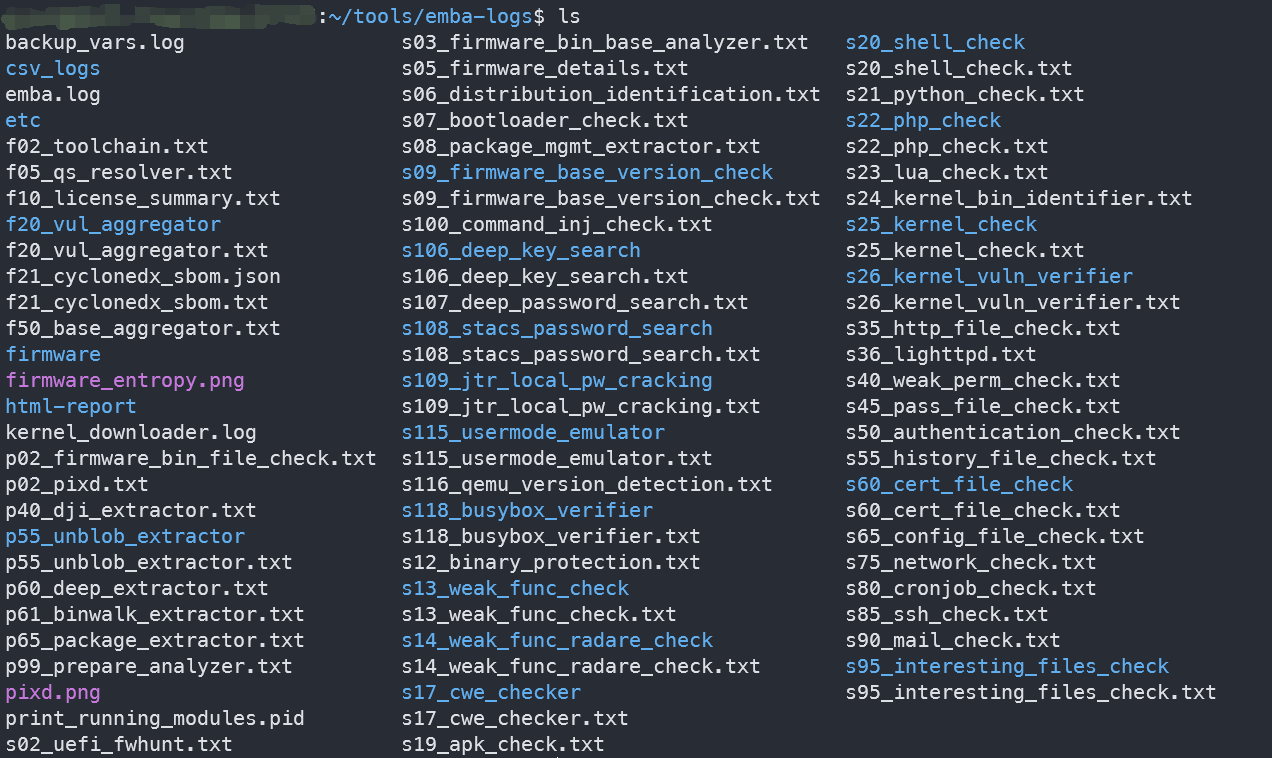 :~/tools/emba-logs$ ls
backup_vars.log s03_firmware_bin_base_analyzer.txt s20_shell_check
csv_logs s05_firmware_details.txt s20_shell_check.txt
emba.log s06_distribution_identification.txt s21_python_check.txt
etc s07_bootloader_check.txt s22_php_check
f02_toolchain.txt s08_package_mgmt_extractor.txt s22_php_check.txt
f05_qs_resolver.txt s09_firmware_base_version_check s23_lua_check.txt
f10_license_summary.txt s09_firmware_base_version_check.txt s24_kernel_bin_identifier.txt
f20_vul_aggregator s100_command_inj_check.txt s25_kernel_check
f20_vul_aggregator.txt s106_deep_key_search s25_kernel_check.txt
f21_cyclonedx_sbom.json s106_deep_key_search.txt s26_kernel_vuln_verifier
f21_cyclonedx_sbom.txt s107_deep_password_search.txt s26_kernel_vuln_verifier.txt
f50_base_aggregator.txt s108_stacs_password_search s35_http_file_check.txt
firmware s108_stacs_password_search.txt s36_lighttpd.txt
firmware_entropy.png s109_jtr_local_pw_cracking s40_weak_perm_check.txt
html-report s109_jtr_local_pw_cracking.txt s45_pass_file_check.txt
kernel_downloader.log s115_usermode_emulator s50_authentication_check.txt
p02_firmware_bin_file_check.txt s115_usermode_emulator.txt s55_history_file_check.txt
p02_pixd.txt s116_qemu_version_detection.txt s60_cert_file_check
p40_dji_extractor.txt s118_busybox_verifier s60_cert_file_check.txt
p55_unblob_extractor s118_busybox_verifier.txt s65_config_file_check.txt
p55_unblob_extractor.txt s12_binary_protection.txt s75_network_check.txt
p60_deep_extractor.txt s13_weak_func_check s80_cronjob_check.txt
p61_binwalk_extractor.txt s13_weak_func_check.txt s85_ssh_check.txt
p65_package_extractor.txt s14_weak_func_radare_check s90_mail_check.txt
p99_prepare_analyzer.txt s14_weak_func_radare_check.txt s95_interesting_files_check
pixd.png s17_cwe_checker s95_interesting_files_check.txt
print_running_modules.pid s17_cwe_checker.txt
s02_uefi_fwhunt.txt s19_apk_check.txt